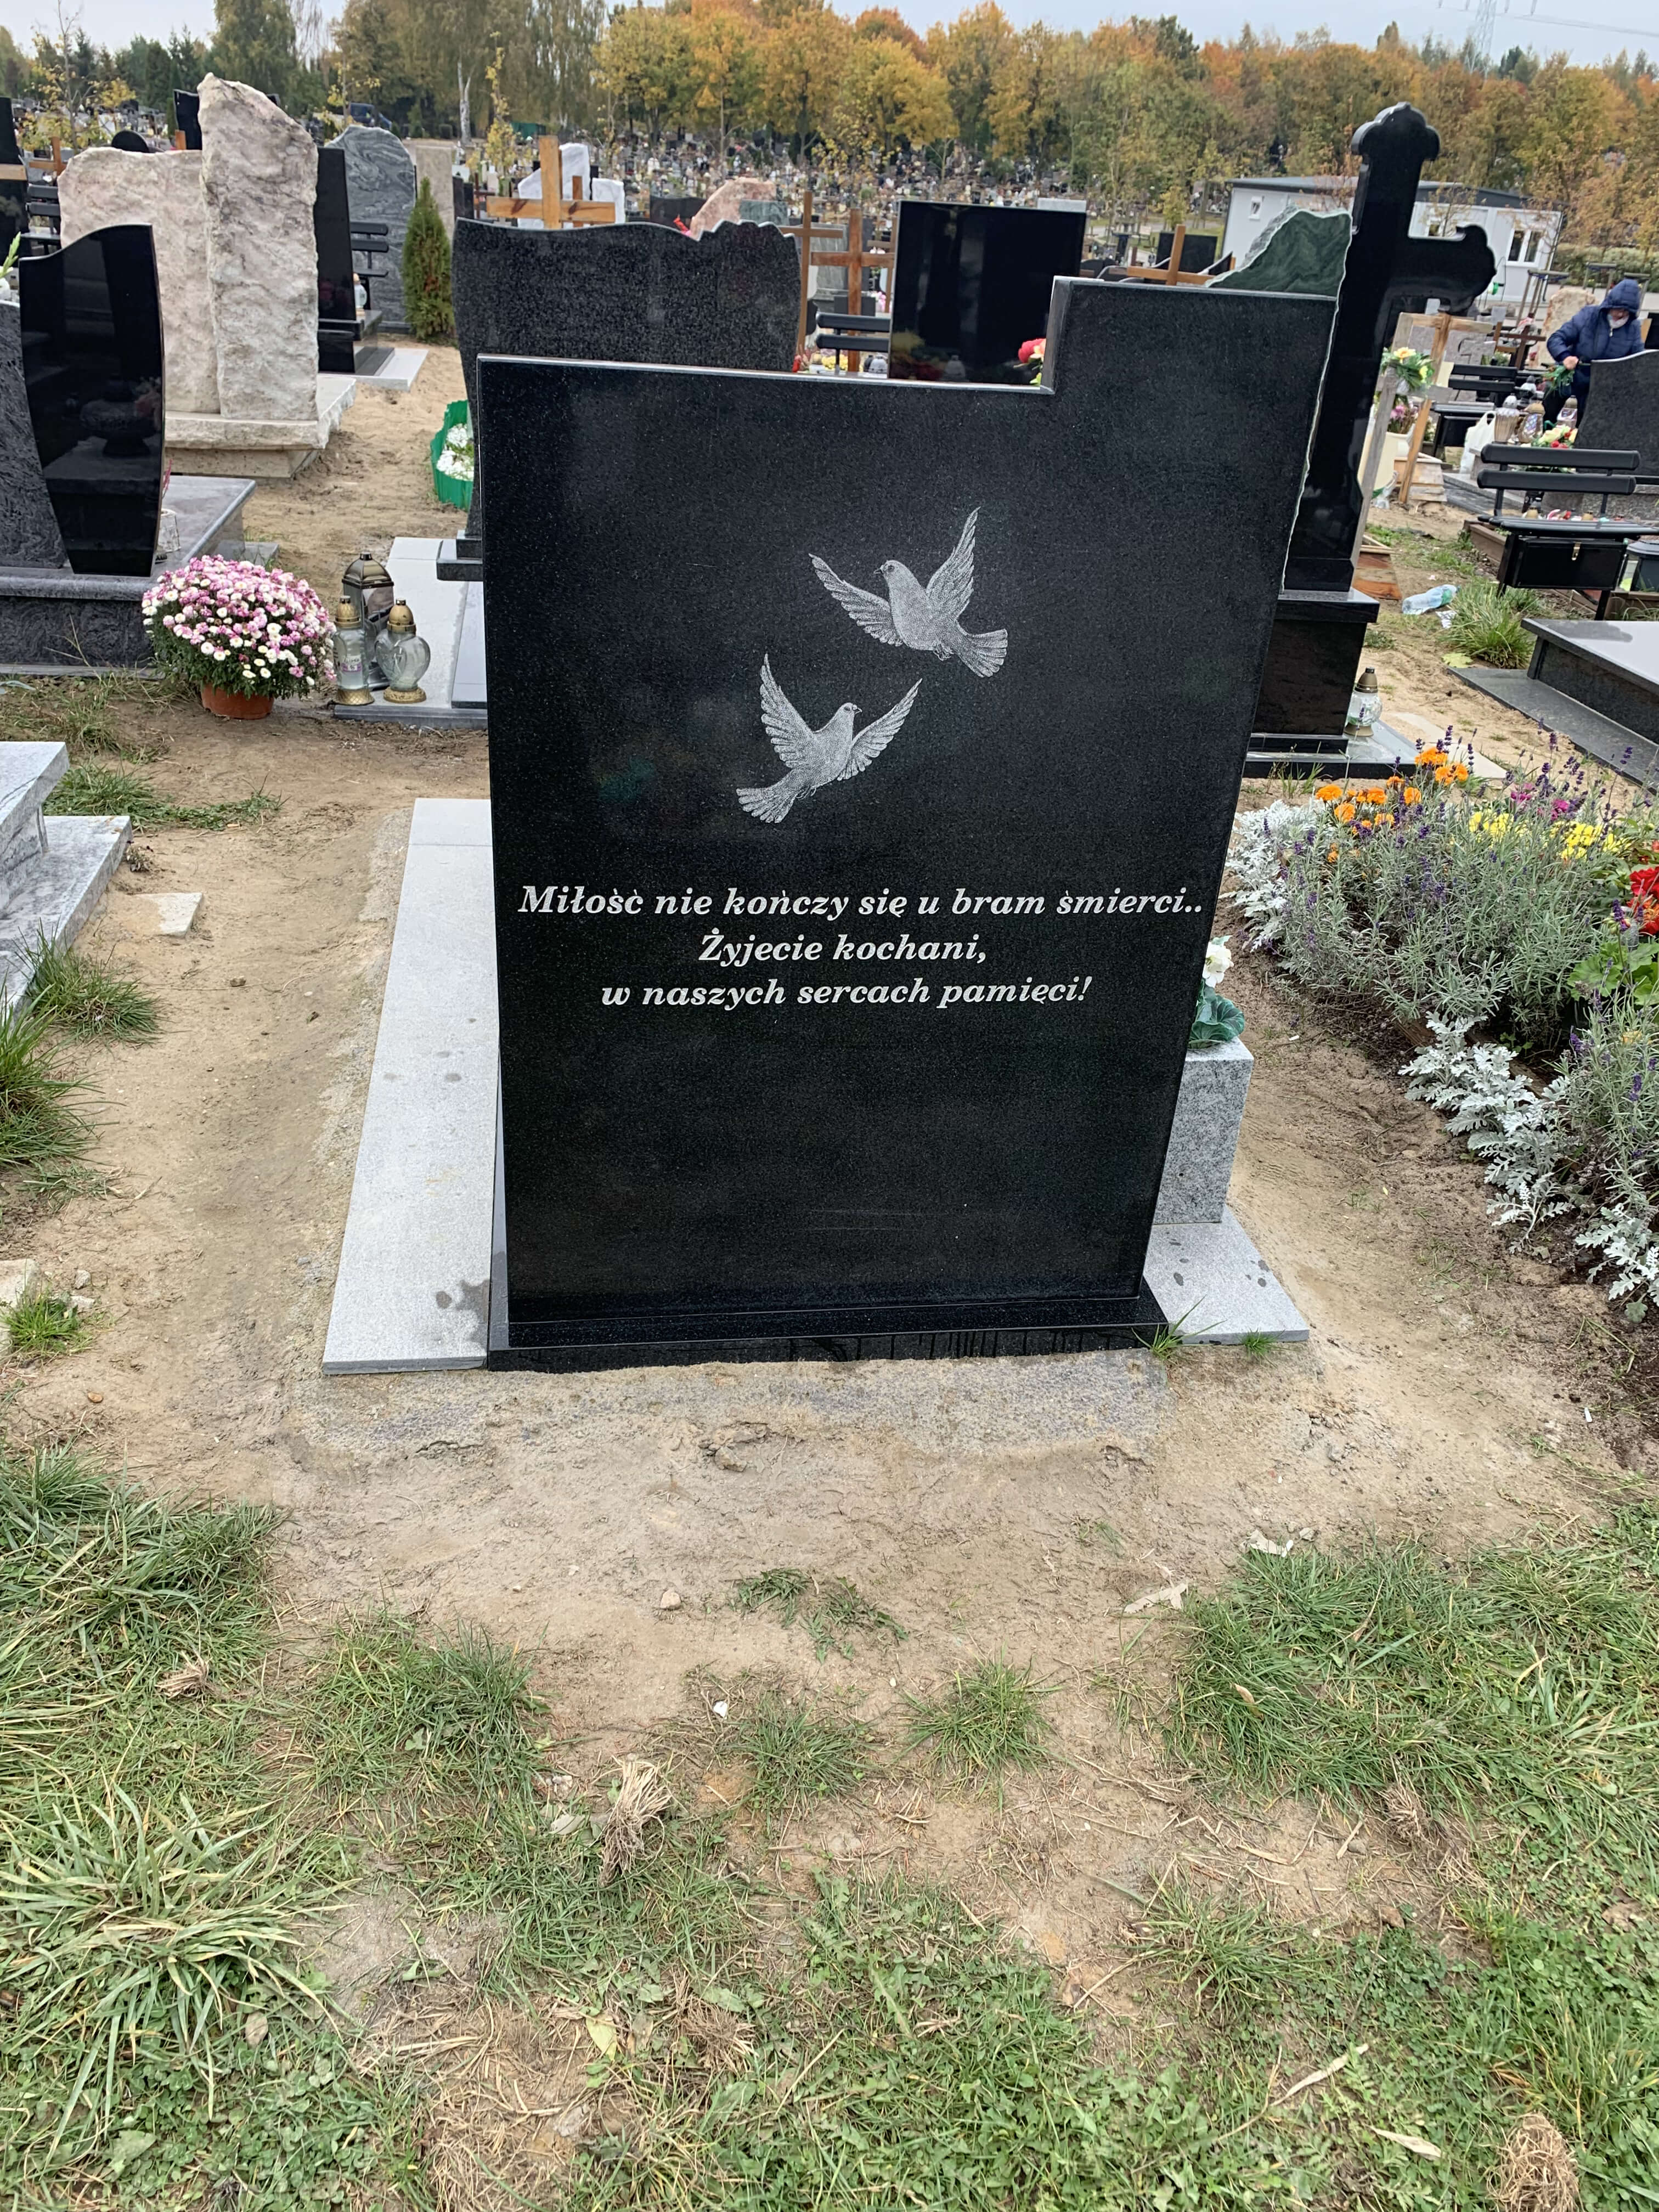 Miłość nie kończy się u bram śmierci..
Żyjecie kochani,
w naszych sercach pamięci!